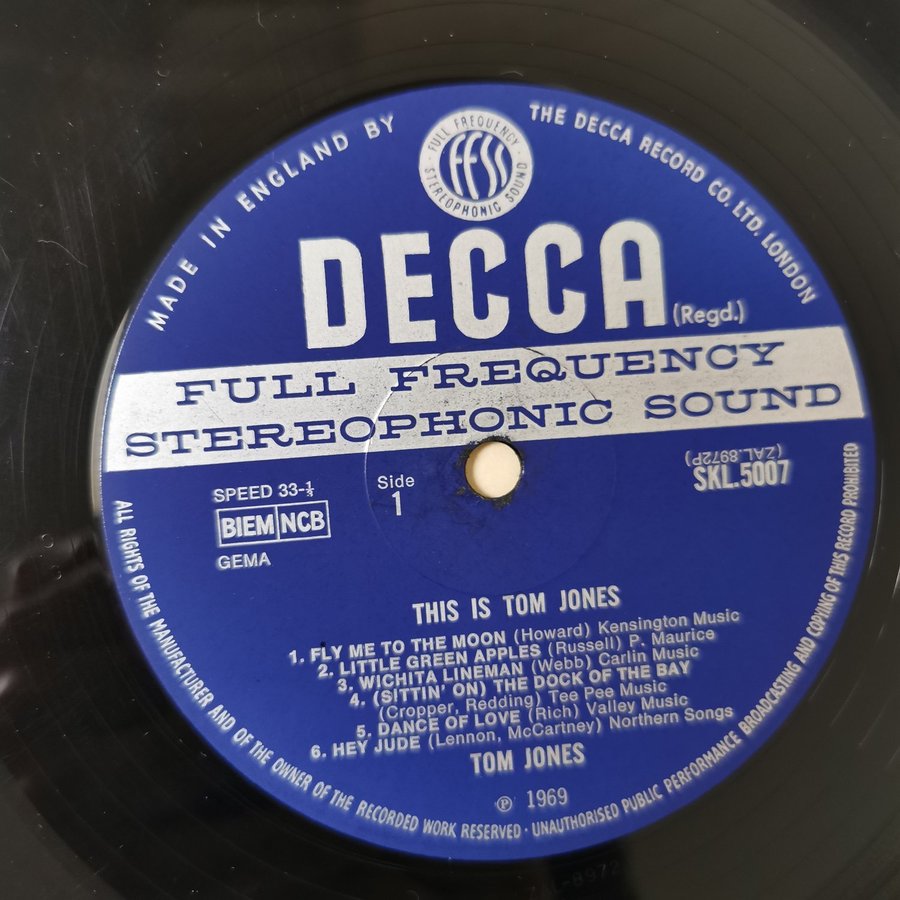 MADE IN ENGLAND BY
THE DECCA RECORD CO. LTD. LONDON
FULL FREQUENCY
ffss
STEREOPHONIC SOUND
DECCA
(Regd.)
FULL FREQUENCY
STEREOPHONIC SOUND
SPEED 33-⅓
BIEM NCB
GEMA
Side
1
(ZAL.8972P)
SKL.5007
THIS IS TOM JONES
1. FLY ME TO THE MOON (Howard) Kensington Music
2. LITTLE GREEN APPLES (Russell) P. Maurice
3. WICHITA LINEMAN (Webb) Carlin Music
4. (SITTIN' ON) THE DOCK OF THE BAY
(Cropper, Redding) Tee Pee Music
5. DANCE OF LOVE (Rich) Valley Music
6. HEY JUDE (Lennon, McCartney) Northern Songs
TOM JONES
℗ 1969
ALL RIGHTS OF THE MANUFACTURER AND OF THE OWNER OF THE RECORDED WORK RESERVED · UNAUTHORISED PUBLIC PERFORMANCE BROADCASTING AND COPYING OF THIS RECORD PROHIBITED